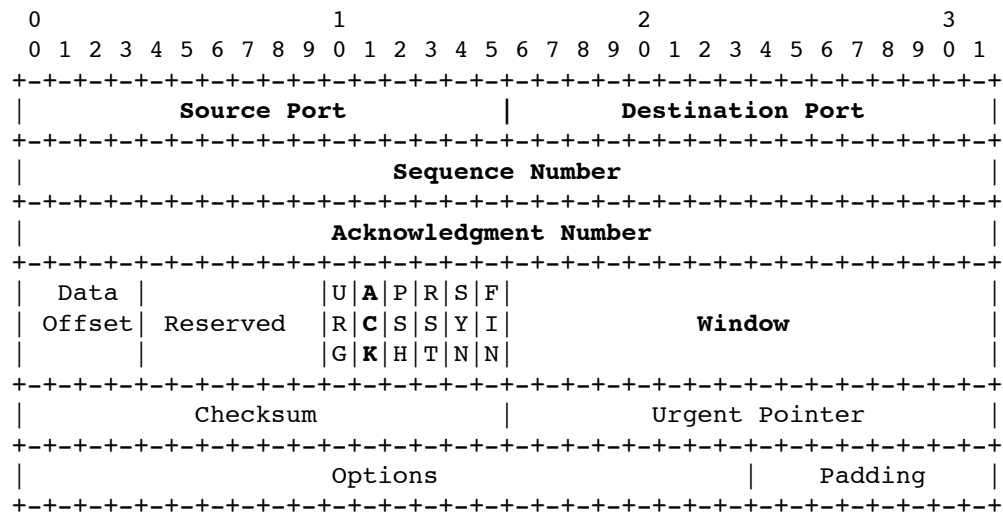 0                   1                   2                   3
 0 1 2 3 4 5 6 7 8 9 0 1 2 3 4 5 6 7 8 9 0 1 2 3 4 5 6 7 8 9 0 1
+-+-+-+-+-+-+-+-+-+-+-+-+-+-+-+-+-+-+-+-+-+-+-+-+-+-+-+-+-+-+-+-+
|          Source Port          |       Destination Port        |
+-+-+-+-+-+-+-+-+-+-+-+-+-+-+-+-+-+-+-+-+-+-+-+-+-+-+-+-+-+-+-+-+
|                        Sequence Number                        |
+-+-+-+-+-+-+-+-+-+-+-+-+-+-+-+-+-+-+-+-+-+-+-+-+-+-+-+-+-+-+-+-+
|                    Acknowledgment Number                      |
+-+-+-+-+-+-+-+-+-+-+-+-+-+-+-+-+-+-+-+-+-+-+-+-+-+-+-+-+-+-+-+-+
|  Data |           |U|A|P|R|S|F|                               |
| Offset| Reserved  |R|C|S|S|Y|I|            Window             |
|       |           |G|K|H|T|N|N|                               |
+-+-+-+-+-+-+-+-+-+-+-+-+-+-+-+-+-+-+-+-+-+-+-+-+-+-+-+-+-+-+-+-+
|           Checksum            |         Urgent Pointer        |
+-+-+-+-+-+-+-+-+-+-+-+-+-+-+-+-+-+-+-+-+-+-+-+-+-+-+-+-+-+-+-+-+
|                    Options                    |    Padding    |
+-+-+-+-+-+-+-+-+-+-+-+-+-+-+-+-+-+-+-+-+-+-+-+-+-+-+-+-+-+-+-+-+